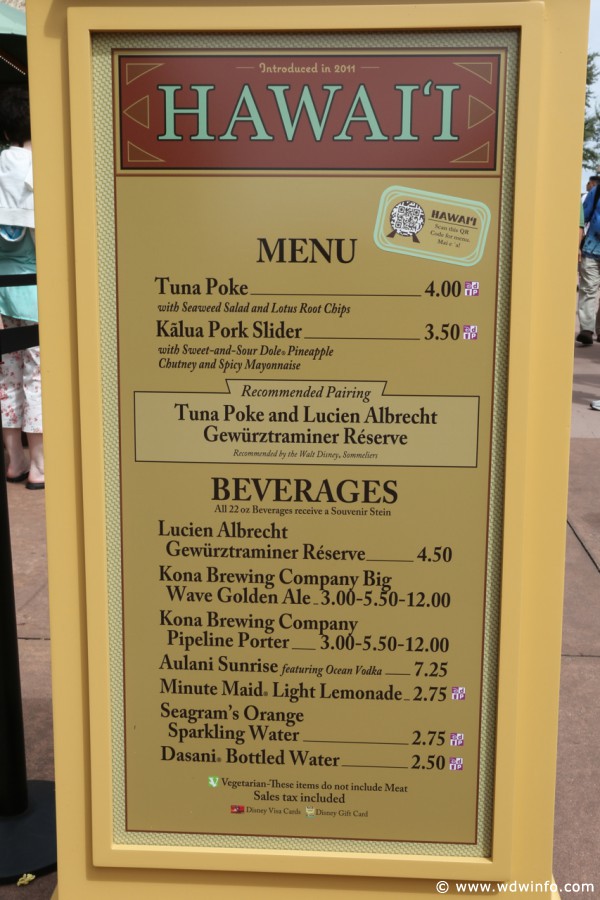 Introduced in 2011
HAWAI‘I
HAWAI‘I
Scan this QR
Code for menu
MENU
Tuna Poke 4.00
with Seaweed Salad and Lotus Root Chips
Kālua Pork Slider 3.50
with Sweet-and-Sour Dole® Pineapple
Chutney and Spicy Mayonnaise
Recommended Pairing
Tuna Poke and Lucien Albrecht
Gewürztraminer Réserve
Recommended by the Walt Disney, Sommeliers
BEVERAGES
All 22 oz Beverages receive a Souvenir Stein
Lucien Albrecht
Gewürztraminer Réserve 4.50
Kona Brewing Company Big
Wave Golden Ale 3.00-5.50-12.00
Kona Brewing Company
Pipeline Porter 3.00-5.50-12.00
Aulani Sunrise featuring Ocean Vodka 7.25
Minute Maid® Light Lemonade 2.75
Seagram's Orange
Sparkling Water 2.75
Dasani® Bottled Water 2.50
V Vegetarian-These items do not include Meat
Sales tax included
Disney Visa Cards Disney Gift Card
© www.wdwinfo.com